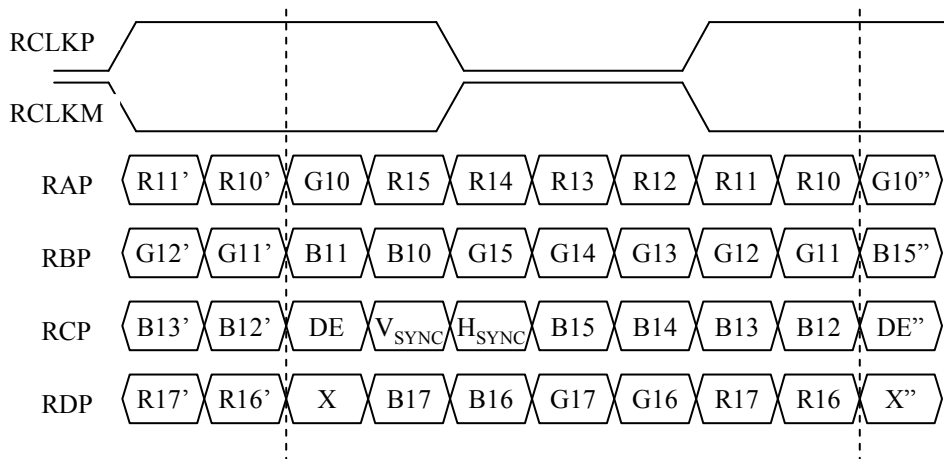 RCLKP
RCLKM
RAP R11’ R10’ G10 R15 R14 R13 R12 R11 R10 G10”
RBP G12’ G11’ B11 B10 G15 G14 G13 G12 G11 B15”
RCP B13’ B12’ DE VSYNC HSYNC B15 B14 B13 B12 DE”
RDP R17’ R16’ X B17 B16 G17 G16 R17 R16 X”